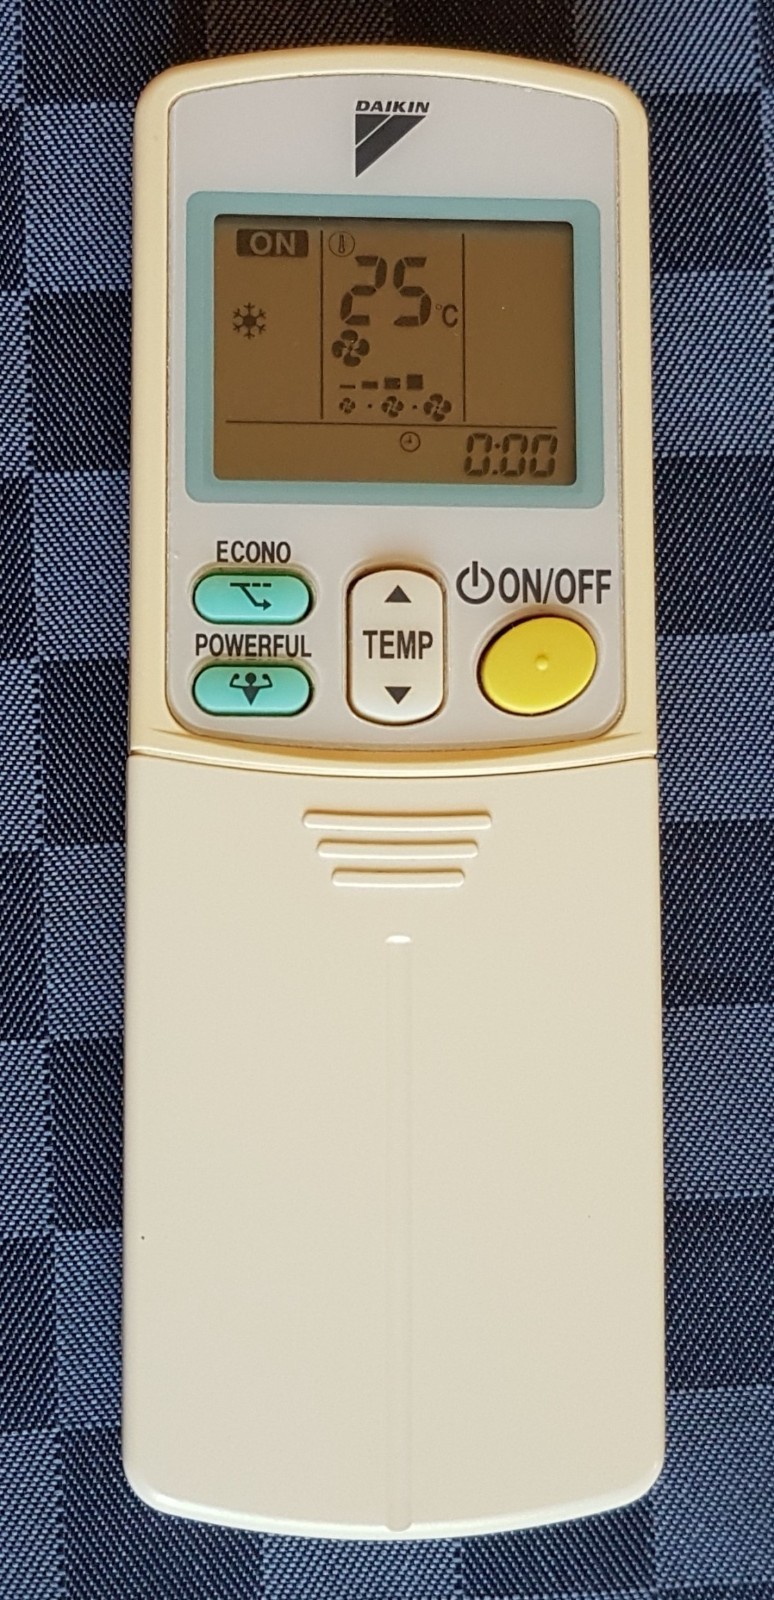 DAIKIN
ON
25°C
0:00
ECONO
ON/OFF
POWERFUL
TEMP